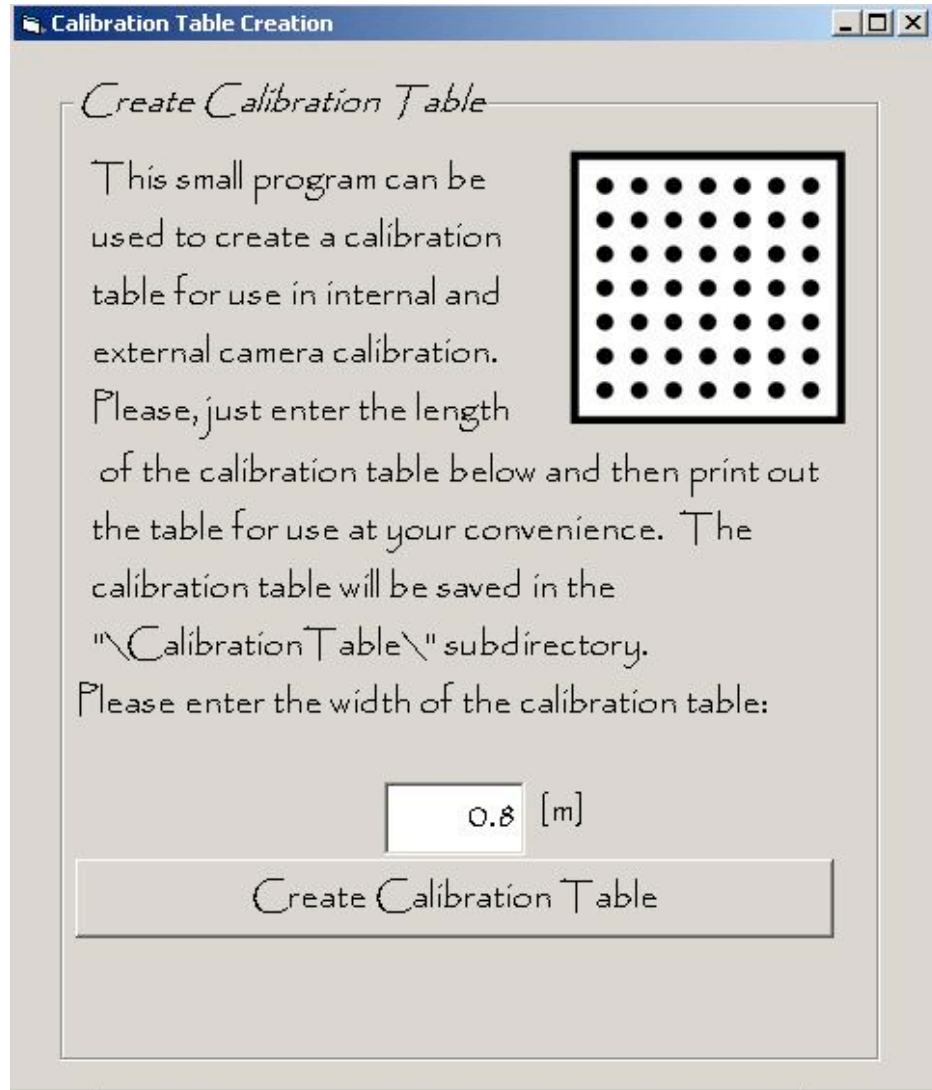 Calibration Table Creation
Create Calibration Table
This small program can be
used to create a calibration
table for use in internal and
external camera calibration.
Please, just enter the length
of the calibration table below and then print out
the table for use at your convenience. The
calibration table will be saved in the
"\CalibrationTable\" subdirectory.
Please enter the width of the calibration table:
0.8 [m]
Create Calibration Table